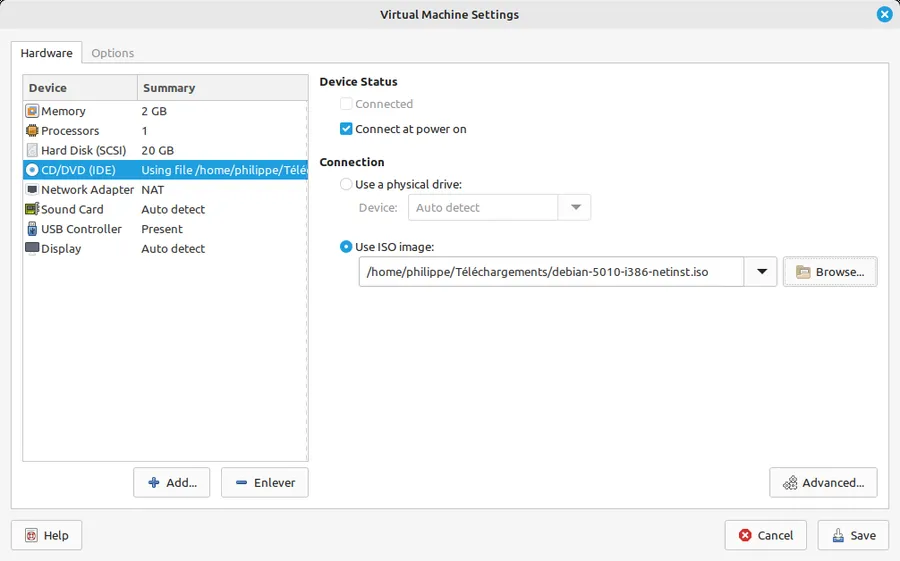 Virtual Machine Settings
Hardware Options
Device Summary
Memory 2 GB
Processors 1
Hard Disk (SCSI) 20 GB
CD/DVD (IDE) Using file /home/philippe/Télé
Network Adapter NAT
Sound Card Auto detect
USB Controller Present
Display Auto detect
Add...
Enlever
Device Status
Connected
Connect at power on
Connection
Use a physical drive:
Device: Auto detect
Use ISO image:
/home/philippe/Téléchargements/debian-5010-i386-netinst.iso
Browse...
Advanced...
Help
Cancel
Save